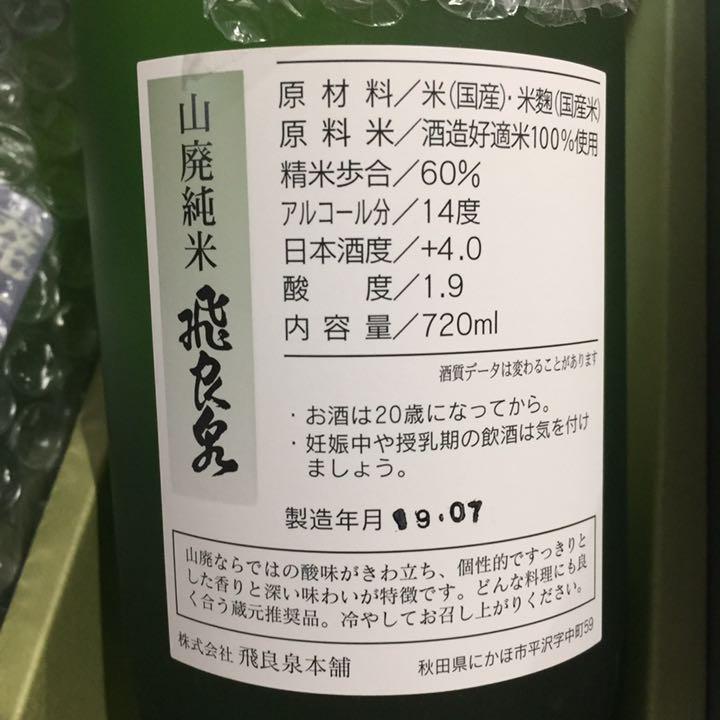 山廃純米
飛良泉
原材料/米(国産)・米麴(国産米)
原料米/酒造好適米100%使用
精米歩合/60%
アルコール分/14度
日本酒度/+4.0
酸度/1.9
内容量/720ml
酒質データは変わることがあります
・お酒は20歳になってから。
・妊娠中や授乳期の飲酒は気を付け
ましょう。
製造年月 19.07
山廃ならではの酸味がきわ立ち、個性的ですっきりと
した香りと深い味わいが特徴です。どんな料理にも良
く合う蔵元推奨品。冷やしてお召し上がりください。
株式会社 飛良泉本舗
秋田県にかほ市平沢字中町59